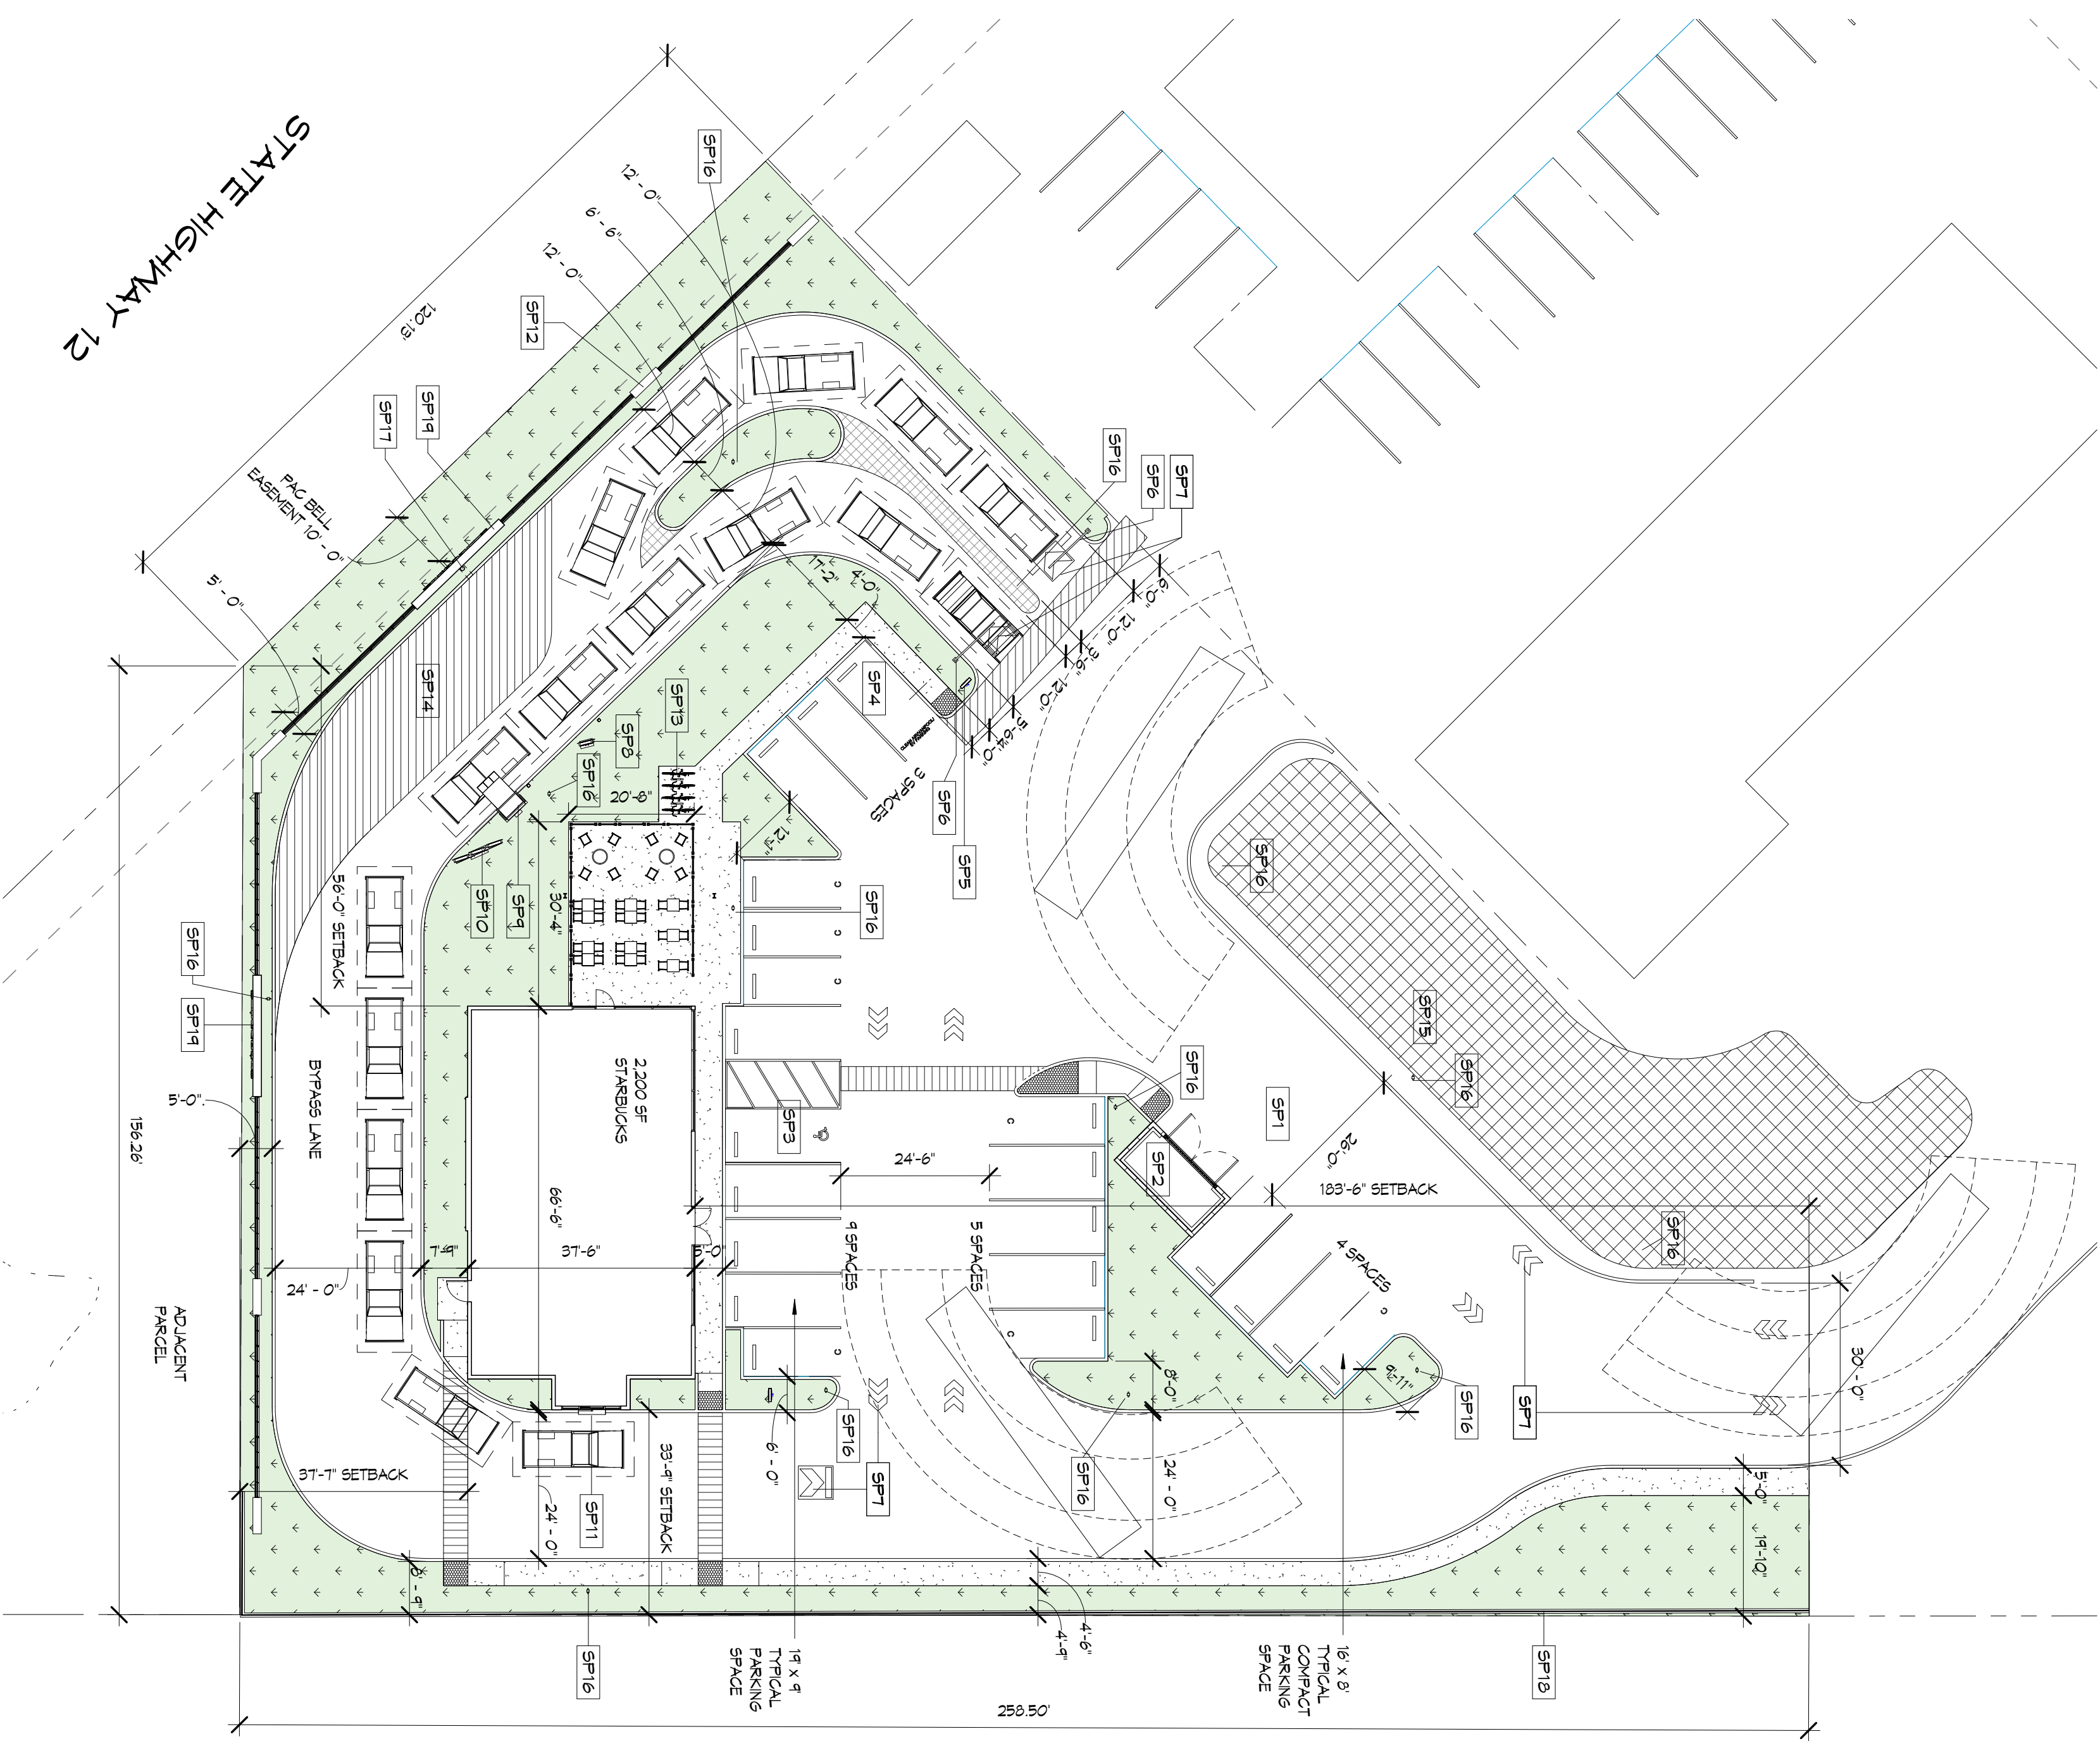 STATE HIGHWAY 12
120.13'
SP16
12' - 0"
6' - 6"
12' - 0"
SP12
SP19
SP17
PAC BELL
EASEMENT 10' - 0"
5' - 0"
SP14
SP16
SP6
SP7
17'-2"
4'-0"
6'-0"
12'-0"
3'-6"
12'-0"
4'-0"
SP4
SP13
SP8
SP16
20'-8"
3 SPACES
SP6
SP5
12'-1"
SP10
SP9
30'-4"
56'-0" SETBACK
SP16
SP16
SP19
SP16
SP15
SP16
SP16
BYPASS LANE
2,200 SF
STARBUCKS
SP3
SP16
SP1
SP2
26'-0"
24'-6"
183'-6" SETBACK
5'-0"
156.26'
66'-6"
7'-9"
37'-6"
5'-0"
9 SPACES
5 SPACES
4 SPACES
24' - 0"
ADJACENT
PARCEL
C
C
C
C
C
C
C
8'-0"
9'-11"
SP16
SP7
30' - 0"
SP16
6' - 0"
SP7
SP16
24' - 0"
37'-7" SETBACK
33'-9" SETBACK
SP11
24' - 0"
5'-0"
19'-10"
4'-6"
4'-9"
SP16
19' x 9'
TYPICAL
PARKING
SPACE
16' x 8'
TYPICAL
COMPACT
PARKING
SPACE
SP18
258.50'